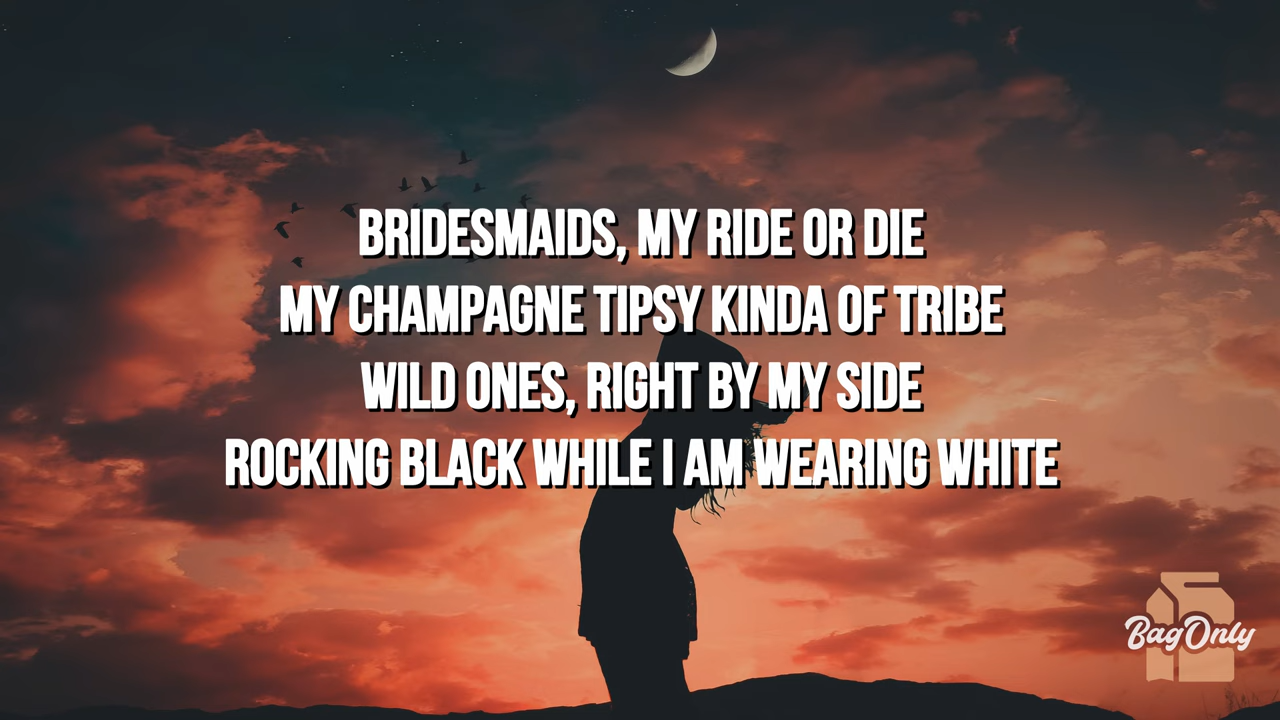 BRIDESMAIDS, MY RIDE OR DIE
MY CHAMPAGNE TIPSY KINDA OF TRIBE
WILD ONES, RIGHT BY MY SIDE
ROCKING BLACK WHILE I AM WEARING WHITE
BagOnly